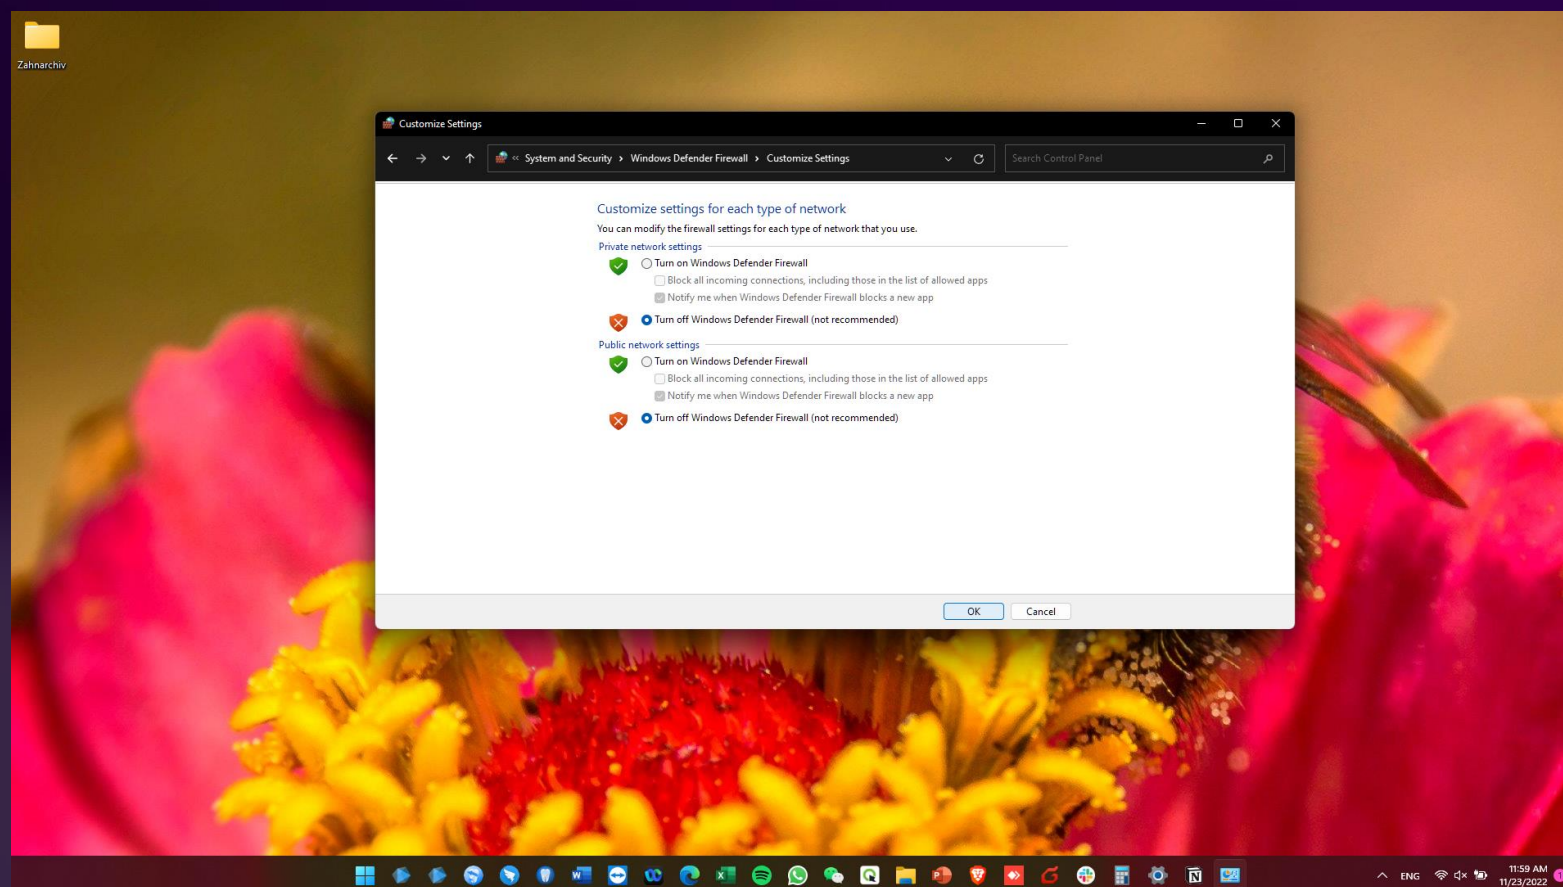 Zahnarchiv
Customize Settings
« System and Security › Windows Defender Firewall › Customize Settings
Search Control Panel
Customize settings for each type of network
You can modify the firewall settings for each type of network that you use.
Private network settings
Turn on Windows Defender Firewall
Block all incoming connections, including those in the list of allowed apps
Notify me when Windows Defender Firewall blocks a new app
Turn off Windows Defender Firewall (not recommended)
Public network settings
Turn on Windows Defender Firewall
Block all incoming connections, including those in the list of allowed apps
Notify me when Windows Defender Firewall blocks a new app
Turn off Windows Defender Firewall (not recommended)
OK Cancel
ENG
11:59 AM
11/23/2022